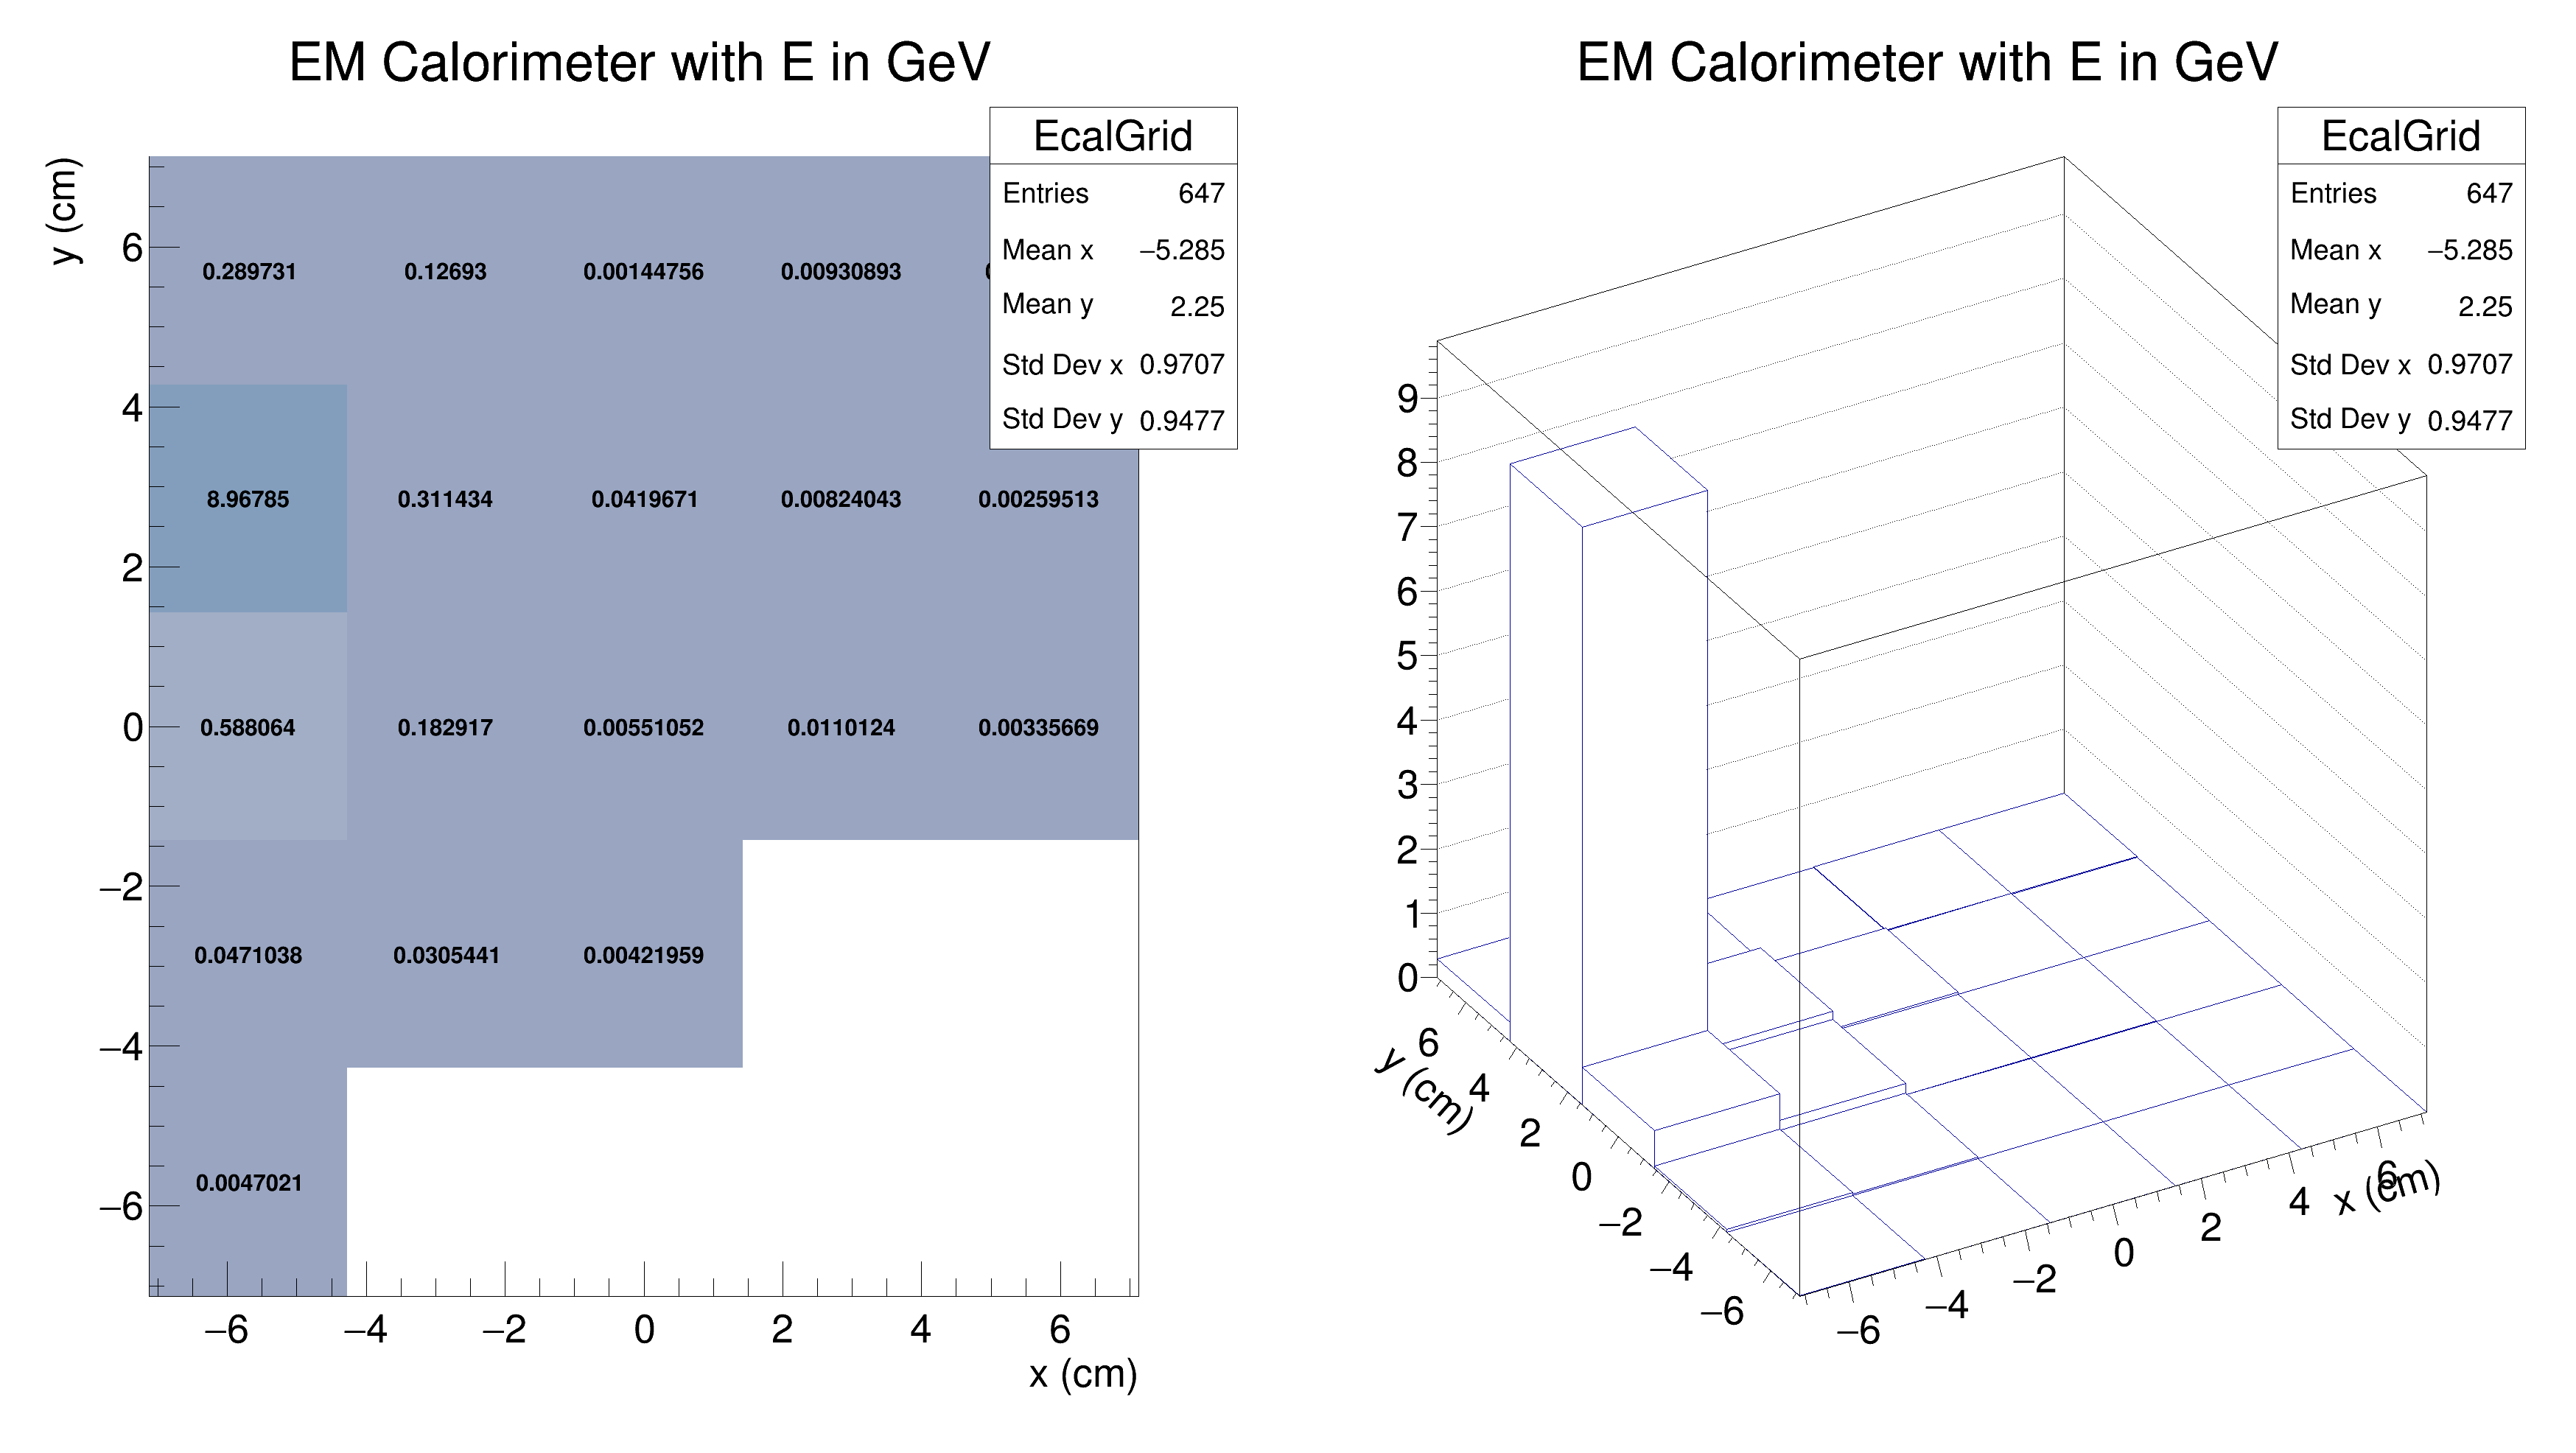 EM Calorimeter with E in GeV
EcalGrid
Entries 647
Mean x −5.285
Mean y 2.25
Std Dev x 0.9707
Std Dev y 0.9477
y (cm)
6
4
2
0
−2
−4
−6
0.289731 0.12693 0.00144756 0.00930893
8.96785 0.311434 0.0419671 0.00824043 0.00259513
0.588064 0.182917 0.00551052 0.0110124 0.00335669
0.0471038 0.0305441 0.00421959
0.0047021
−6 −4 −2 0 2 4 6
x (cm)
EM Calorimeter with E in GeV
EcalGrid
Entries 647
Mean x −5.285
Mean y 2.25
Std Dev x 0.9707
Std Dev y 0.9477
9
8
7
6
5
4
3
2
1
0
y (cm)
6
4
2
0
−2
−4
−6
−6 −4 −2 0 2 4 6
x (cm)